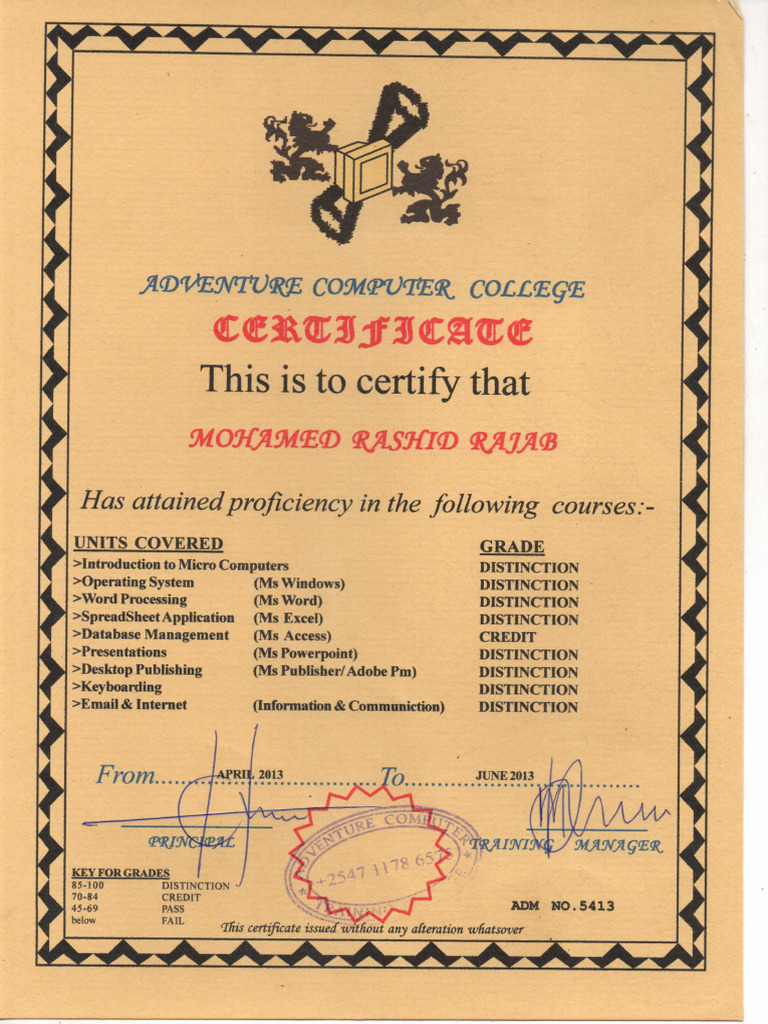 ADVENTURE COMPUTER COLLEGE
CERTIFICATE
This is to certify that
MOHAMED RASHID RAJAB
Has attained proficiency in the following courses:-
UNITS COVERED GRADE
>Introduction to Micro Computers DISTINCTION
>Operating System (Ms Windows) DISTINCTION
>Word Processing (Ms Word) DISTINCTION
>SpreadSheet Application (Ms Excel) DISTINCTION
>Database Management (Ms Access) CREDIT
>Presentations (Ms Powerpoint) DISTINCTION
>Desktop Publishing (Ms Publisher/ Adobe Pm) DISTINCTION
>Keyboarding DISTINCTION
>Email & Internet (Information & Communiction) DISTINCTION
From......APRIL 2013......................To......................JUNE 2013......................
PRINCIPAL TRAINING MANAGER
ADVENTURE COMPUTER
+2547 1178 657
KEY FOR GRADES
85-100 DISTINCTION
70-84 CREDIT
45-69 PASS
below FAIL
ADM NO.5413
This certificate issued without any alteration whatsover